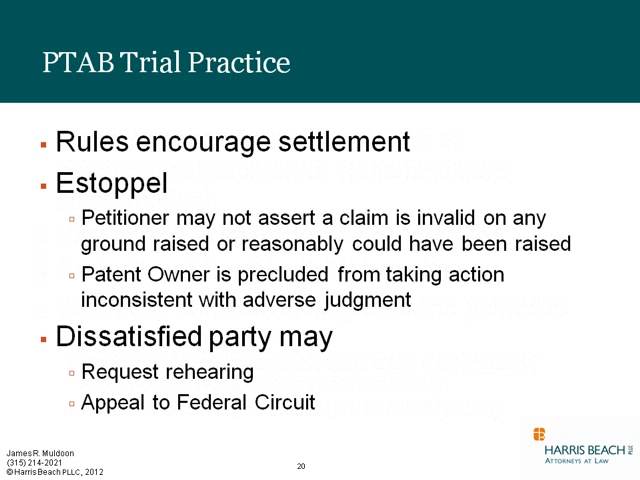 PTAB Trial Practice
Rules encourage settlement
Estoppel
Petitioner may not assert a claim is invalid on any
ground raised or reasonably could have been raised
Patent Owner is precluded from taking action
inconsistent with adverse judgment
Dissatisfied party may
Request rehearing
Appeal to Federal Circuit
James R. Muldoon
(315) 214-2021
© Harris Beach PLLC, 2012
20
HARRIS BEACH PLLC
ATTORNEYS AT LAW